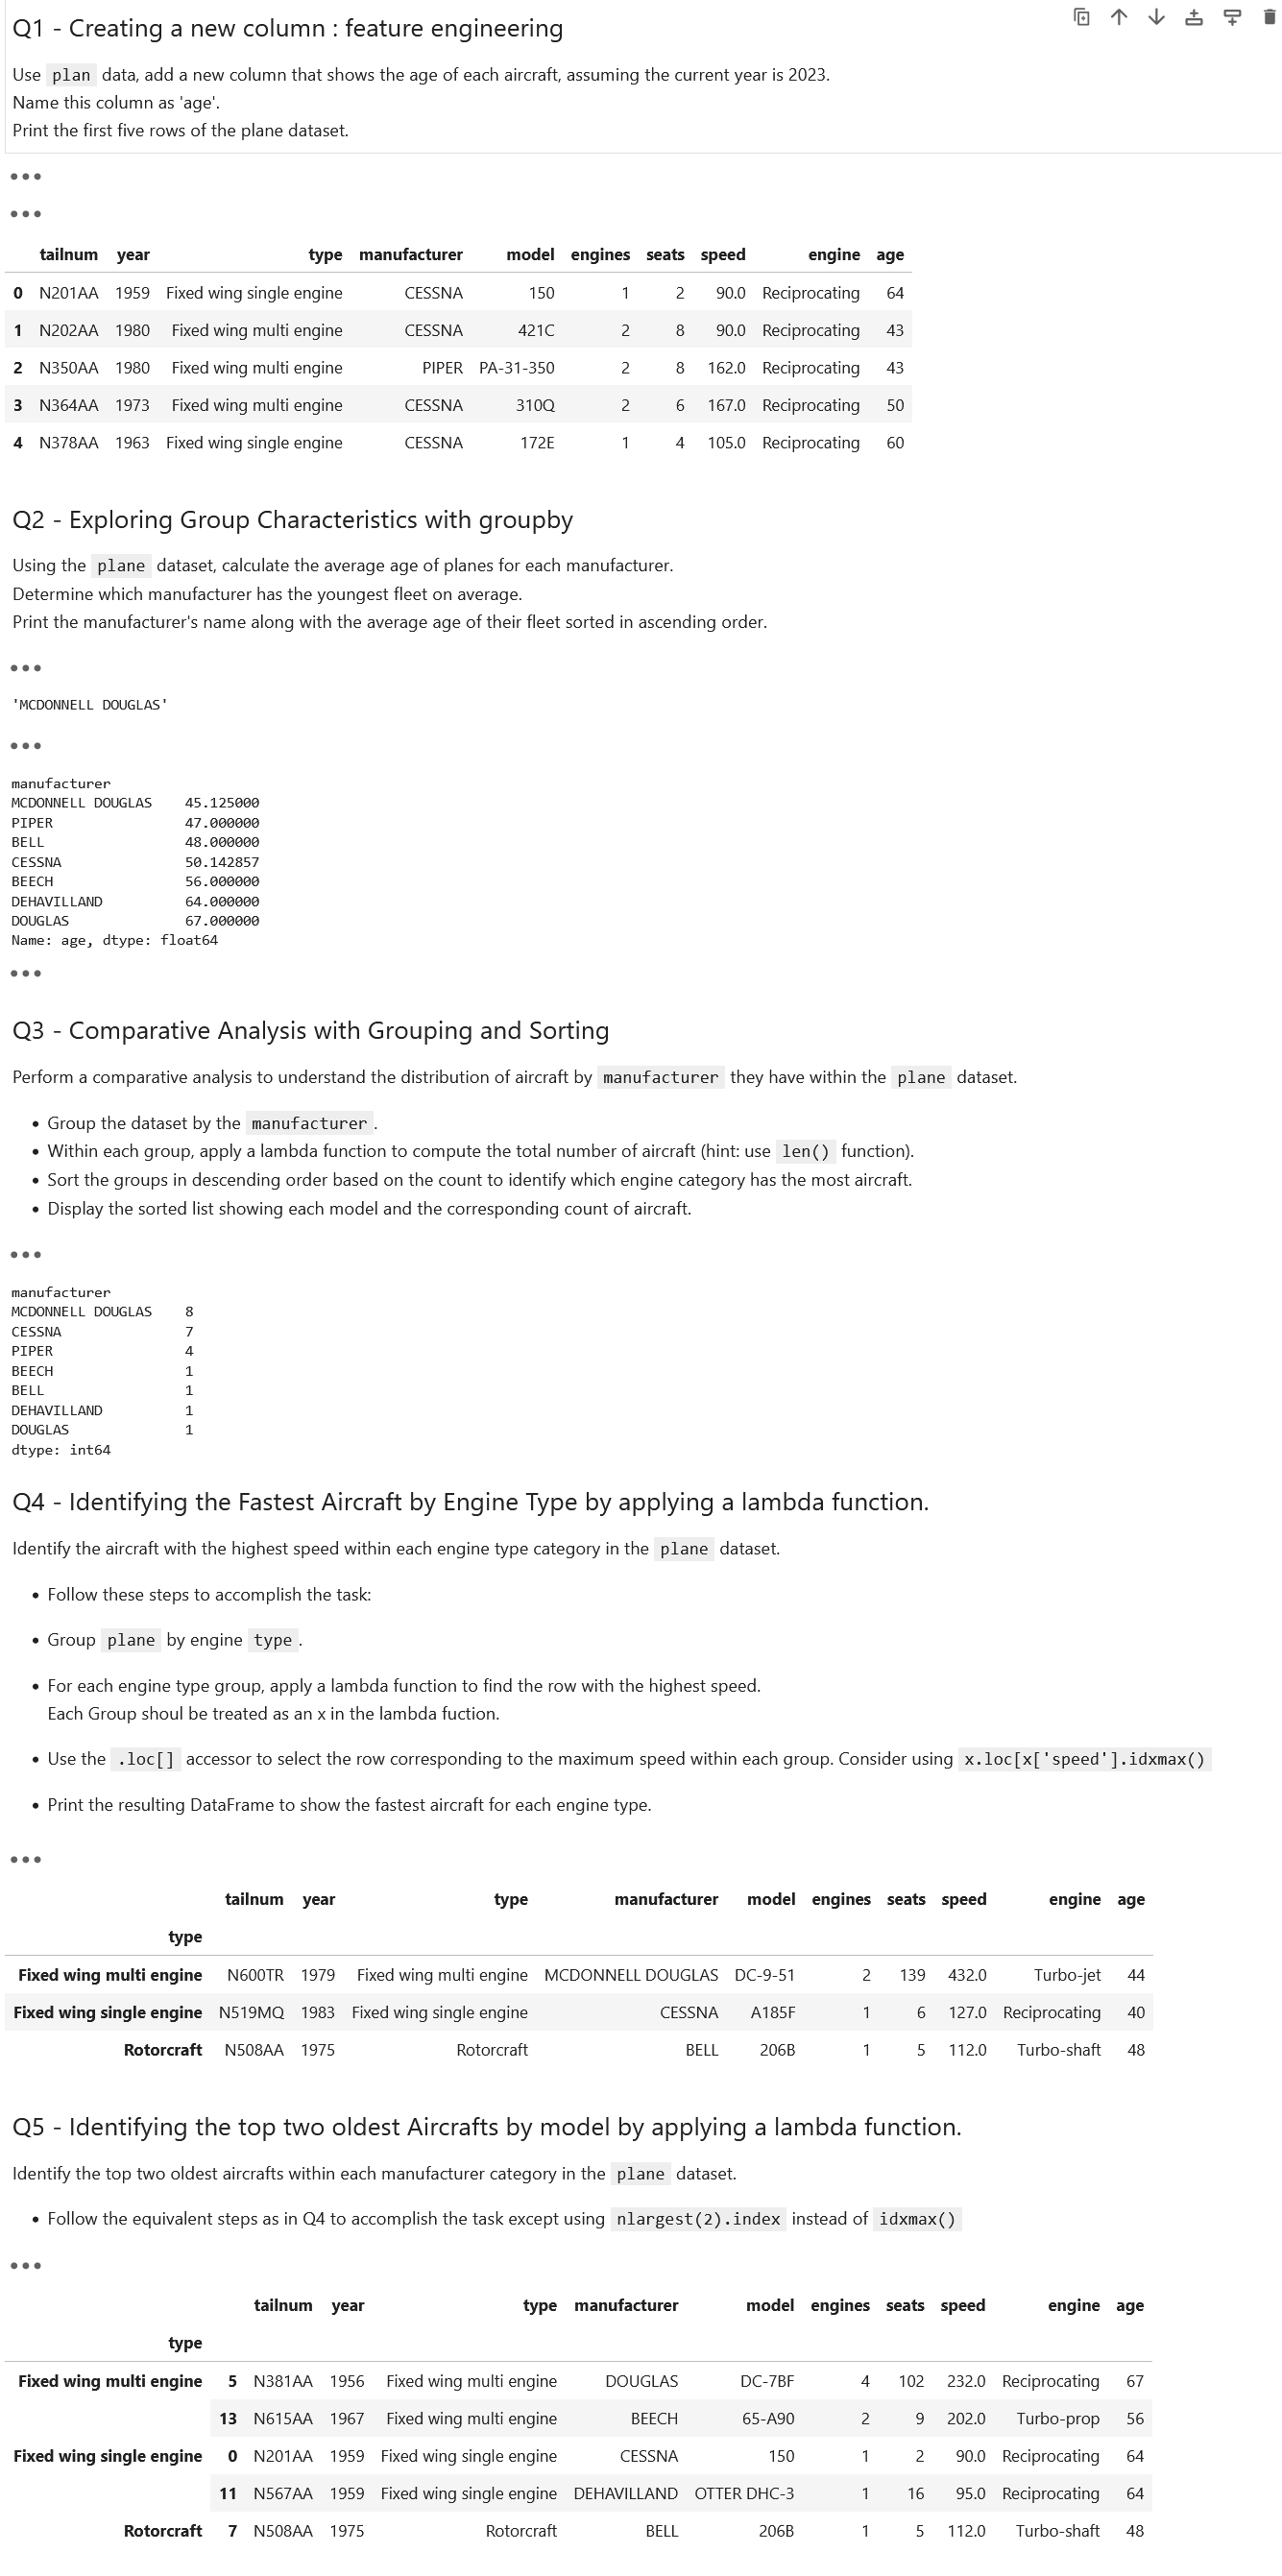 Q1 - Creating a new column : feature engineering
Use plan data, add a new column that shows the age of each aircraft, assuming the current year is 2023.
Name this column as 'age'.
Print the first five rows of the plane dataset.
tailnum year type manufacturer model engines seats speed engine age
0 N201AA 1959 Fixed wing single engine CESSNA 150 1 2 90.0 Reciprocating 64
1 N202AA 1980 Fixed wing multi engine CESSNA 421C 2 8 90.0 Reciprocating 43
2 N350AA 1980 Fixed wing multi engine PIPER PA-31-350 2 8 162.0 Reciprocating 43
3 N364AA 1973 Fixed wing multi engine CESSNA 310Q 2 6 167.0 Reciprocating 50
4 N378AA 1963 Fixed wing single engine CESSNA 172E 1 4 105.0 Reciprocating 60
Q2 - Exploring Group Characteristics with groupby
Using the plane dataset, calculate the average age of planes for each manufacturer.
Determine which manufacturer has the youngest fleet on average.
Print the manufacturer's name along with the average age of their fleet sorted in ascending order.
'MCDONNELL DOUGLAS'
manufacturer
MCDONNELL DOUGLAS 45.125000
PIPER 47.000000
BELL 48.000000
CESSNA 50.142857
BEECH 56.000000
DEHAVILLAND 64.000000
DOUGLAS 67.000000
Name: age, dtype: float64
Q3 - Comparative Analysis with Grouping and Sorting
Perform a comparative analysis to understand the distribution of aircraft by manufacturer they have within the plane dataset.
• Group the dataset by the manufacturer.
• Within each group, apply a lambda function to compute the total number of aircraft (hint: use len() function).
• Sort the groups in descending order based on the count to identify which engine category has the most aircraft.
• Display the sorted list showing each model and the corresponding count of aircraft.
manufacturer
MCDONNELL DOUGLAS 8
CESSNA 7
PIPER 4
BEECH 1
BELL 1
DEHAVILLAND 1
DOUGLAS 1
dtype: int64
Q4 - Identifying the Fastest Aircraft by Engine Type by applying a lambda function.
Identify the aircraft with the highest speed within each engine type category in the plane dataset.
• Follow these steps to accomplish the task:
• Group plane by engine type.
• For each engine type group, apply a lambda function to find the row with the highest speed.
Each Group shoul be treated as an x in the lambda fuction.
• Use the .loc[] accessor to select the row corresponding to the maximum speed within each group. Consider using x.loc[x['speed'].idxmax()
• Print the resulting DataFrame to show the fastest aircraft for each engine type.
tailnum year type manufacturer model engines seats speed engine age
type
Fixed wing multi engine N600TR 1979 Fixed wing multi engine MCDONNELL DOUGLAS DC-9-51 2 139 432.0 Turbo-jet 44
Fixed wing single engine N519MQ 1983 Fixed wing single engine CESSNA A185F 1 6 127.0 Reciprocating 40
Rotorcraft N508AA 1975 Rotorcraft BELL 206B 1 5 112.0 Turbo-shaft 48
Q5 - Identifying the top two oldest Aircrafts by model by applying a lambda function.
Identify the top two oldest aircrafts within each manufacturer category in the plane dataset.
• Follow the equivalent steps as in Q4 to accomplish the task except using nlargest(2).index instead of idxmax()
tailnum year type manufacturer model engines seats speed engine age
type
Fixed wing multi engine 5 N381AA 1956 Fixed wing multi engine DOUGLAS DC-7BF 4 102 232.0 Reciprocating 67
13 N615AA 1967 Fixed wing multi engine BEECH 65-A90 2 9 202.0 Turbo-prop 56
Fixed wing single engine 0 N201AA 1959 Fixed wing single engine CESSNA 150 1 2 90.0 Reciprocating 64
11 N567AA 1959 Fixed wing single engine DEHAVILLAND OTTER DHC-3 1 16 95.0 Reciprocating 64
Rotorcraft 7 N508AA 1975 Rotorcraft BELL 206B 1 5 112.0 Turbo-shaft 48